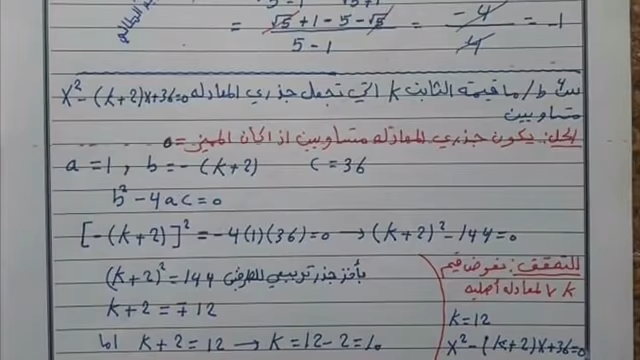 √5 + 1 - 5 - √5 / 5 - 1 = -4 / 4 = -1
ما قيمة الثابت k التي تجعل جذري المعادلة x² - (k+2)x+36=0
متساويين
الحل: يكون جذري المعادلة متساويين اذا كان المميز = 0
a = 1 , b = - (k+2) c = 36
b² - 4ac = 0
[-(k+2)]² = -4(1)(36) = 0 → (k+2)² - 144 = 0
(k+2)² = 144 بأخذ جذر تربيعي للطرفين
k + 2 = ∓ 12
اما k + 2 = 12 → k = 12 - 2 = 10
للتحقق: نعوض قيم
k بالمعادلة أصلية
k = 12
x² - (k+2)x+36=0